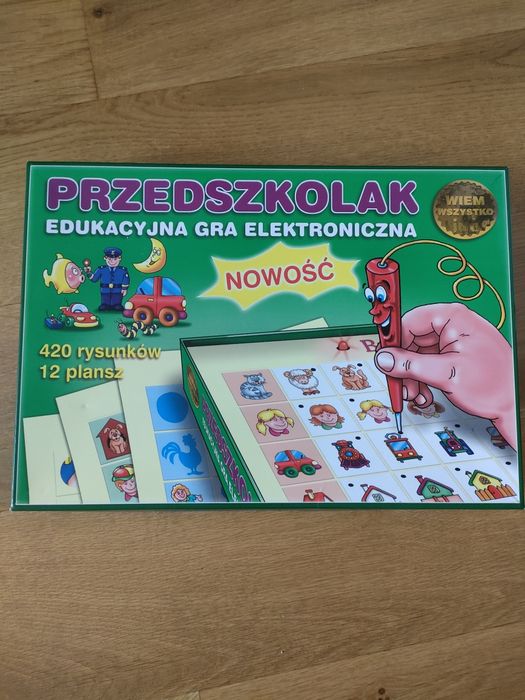 PRZEDSZKOLAK
EDUKACYJNA GRA ELEKTRONICZNA
WIEM
WSZYSTKO
NOWOŚĆ
420 rysunków
12 plansz